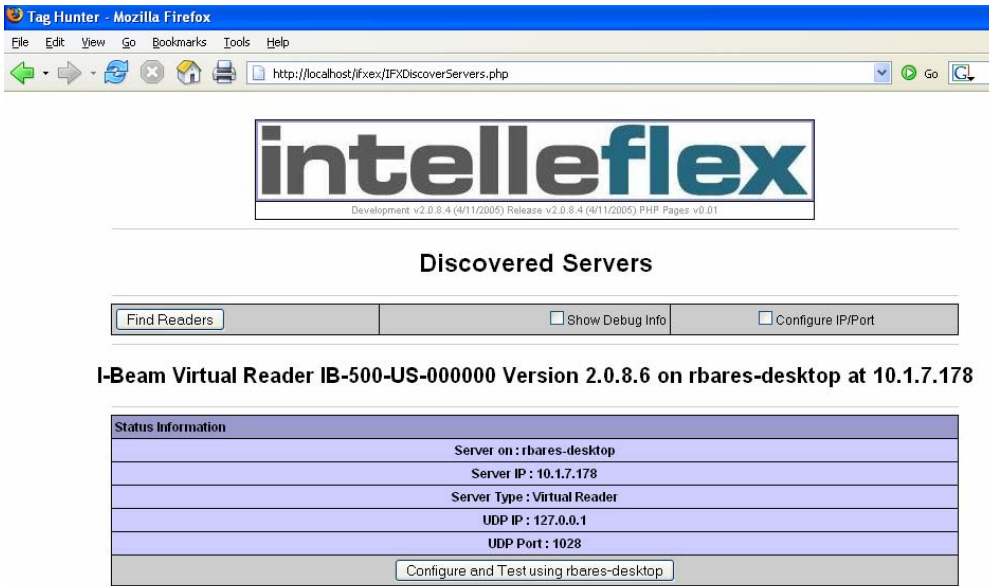 Tag Hunter - Mozilla Firefox
File Edit View Go Bookmarks Tools Help
http://localhost/ifxex/IFXDiscoverServers.php Go G
intelleflex
Development v2.0.8.4 (4/11/2005) Release v2.0.8.4 (4/11/2005) PHP Pages v0.01
Discovered Servers
Find Readers Show Debug Info Configure IP/Port
I-Beam Virtual Reader IB-500-US-000000 Version 2.0.8.6 on rbares-desktop at 10.1.7.178
Status Information
Server on : rbares-desktop
Server IP : 10.1.7.178
Server Type : Virtual Reader
UDP IP : 127.0.0.1
UDP Port : 1028
Configure and Test using rbares-desktop